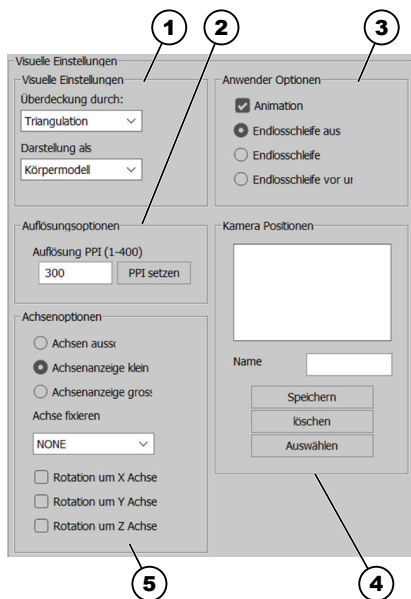 1
2
3
Visuelle Einstellungen
Visuelle Einstellungen
Überdeckung durch:
Triangulation
Darstellung als
Körpermodell
Anwender Optionen
Animation
Endlosschleife aus
Endlosschleife
Endlosschleife vor ur
Auflösungsoptionen
Auflösung PPI (1-400)
300 PPI setzen
Kamera Positionen
Name
Speichern
löschen
Auswählen
Achsenoptionen
Achsen aussc
Achsenanzeige klein
Achsenanzeige gross
Achse fixieren
NONE
Rotation um X Achse
Rotation um Y Achse
Rotation um Z Achse
5
4